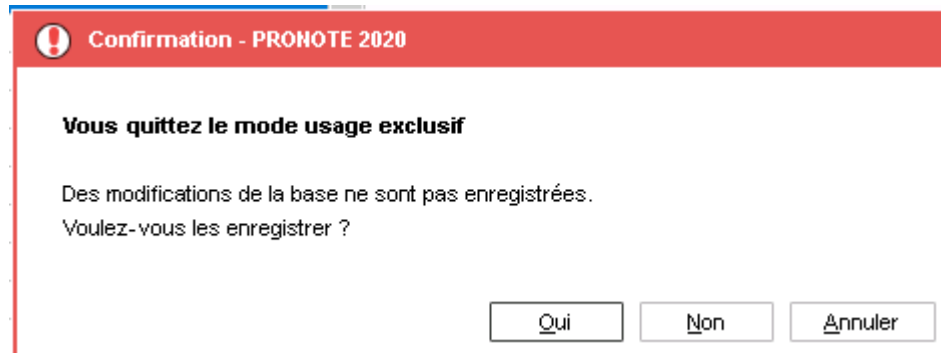 Confirmation - PRONOTE 2020
Vous quittez le mode usage exclusif
Des modifications de la base ne sont pas enregistrées.
Voulez-vous les enregistrer ?
Oui Non Annuler